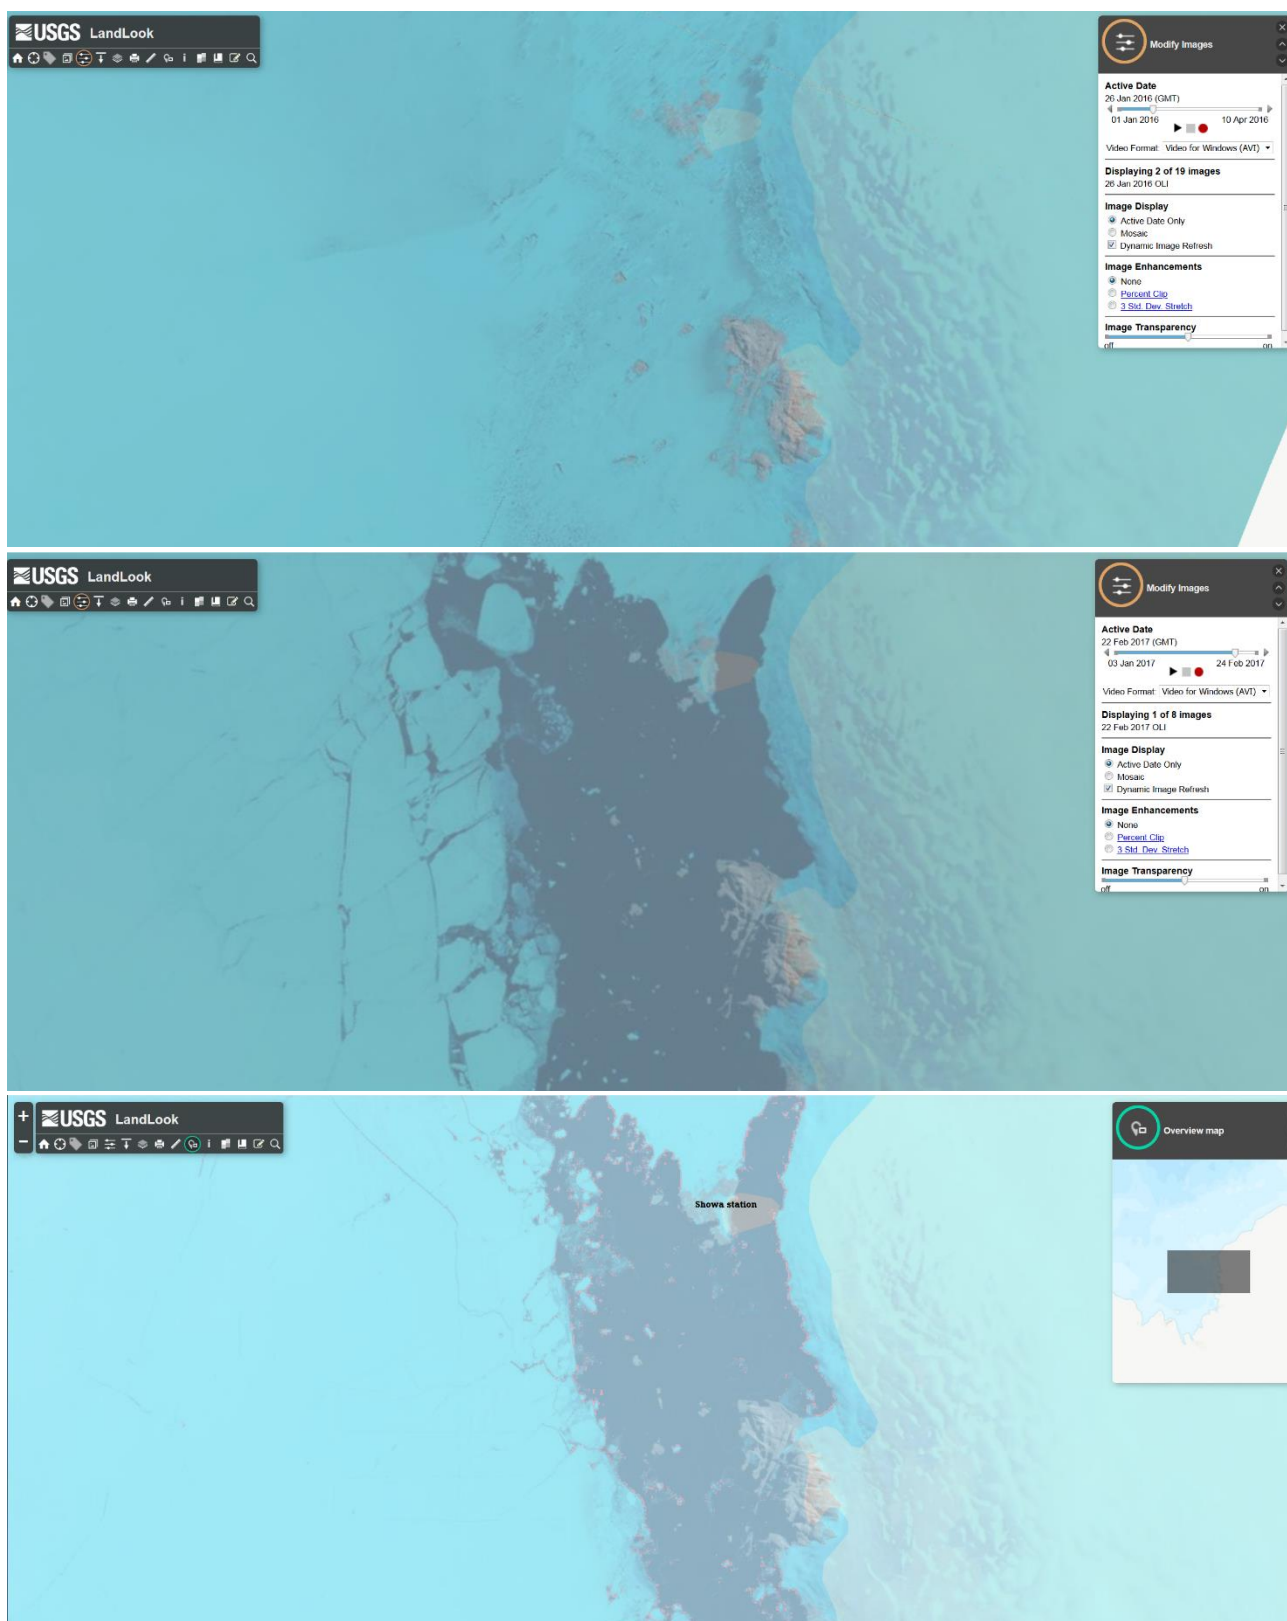 USGS LandLook
Modify Images
Active Date
26 Jan 2016 (GMT)
01 Jan 2016 10 Apr 2016
Video Format: Video for Windows (AVI)
Displaying 2 of 19 images
26 Jan 2016 OLI
Image Display
Active Date Only
Mosaic
Dynamic Image Refresh
Image Enhancements
None
Percent Clip
3 Std. Dev. Stretch
Image Transparency
off on
USGS LandLook
Modify Images
Active Date
22 Feb 2017 (GMT)
03 Jan 2017 24 Feb 2017
Video Format: Video for Windows (AVI)
Displaying 1 of 8 images
22 Feb 2017 OLI
Image Display
Active Date Only
Mosaic
Dynamic Image Refresh
Image Enhancements
None
Percent Clip
3 Std. Dev. Stretch
Image Transparency
off on
+
USGS LandLook
−
Overview map
Showa station